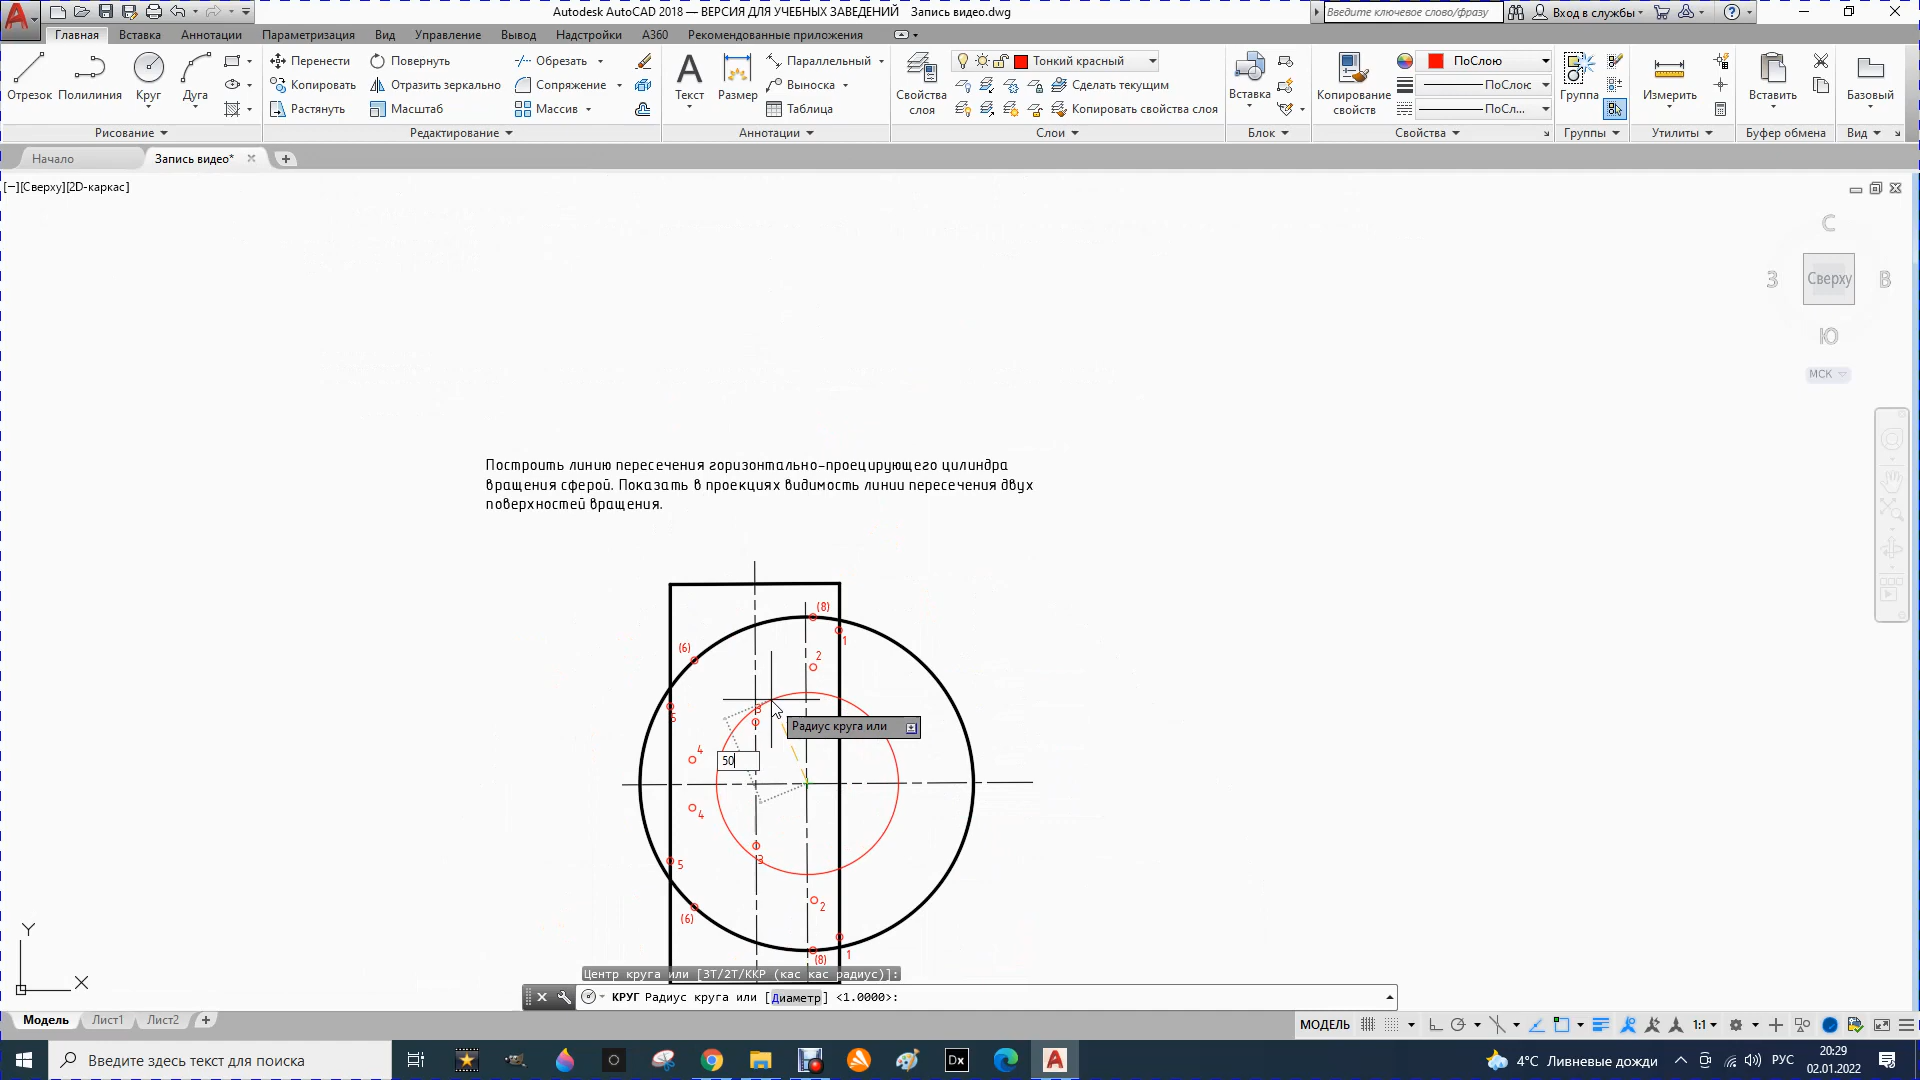 Autodesk AutoCAD 2018 — ВЕРСИЯ ДЛЯ УЧЕБНЫХ ЗАВЕДЕНИЙ Запись видео.dwg
Введите ключевое слово/фразу
Вход в службы
Главная Вставка Аннотации Параметризация Вид Управление Вывод Надстройки A360 Рекомендованные приложения
Отрезок Полилиния Круг Дуга
Перенести Повернуть Обрезать
Копировать Отразить зеркально Сопряжение
Растянуть Масштаб Массив
Текст Размер
Параллельный
Выноска
Таблица
Свойства слоя
Тонкий красный
Сделать текущим
Копировать свойства слоя
Вставка
Копирование свойств
ПоСлою
ПоСлою
ПоСл...
Группа
Измерить
Вставить
Базовый
Рисование Редактирование Аннотации Слои Блок Свойства Группы Утилиты Буфер обмена Вид
Начало Запись видео*
[−][Сверху][2D-каркас]
С
З Сверху В
Ю
МСК
Построить линию пересечения горизонтально-проецирующего цилиндра
вращения сферой. Показать в проекциях видимость линии пересечения двух
поверхностей вращения.
(8)
1
(6)
2
3
5
Радиус круга или
4
50
4
3
5
2
(6)
1
(8)
Y
X
Центр круга или [3Т/2Т/ККР (кас кас радиус)]:
КРУГ Радиус круга или [Диаметр] <1.0000>:
Модель Лист1 Лист2
МОДЕЛЬ 1:1
Введите здесь текст для поиска
Dx
4°C Ливневые дожди
РУС
20:29
02.01.2022